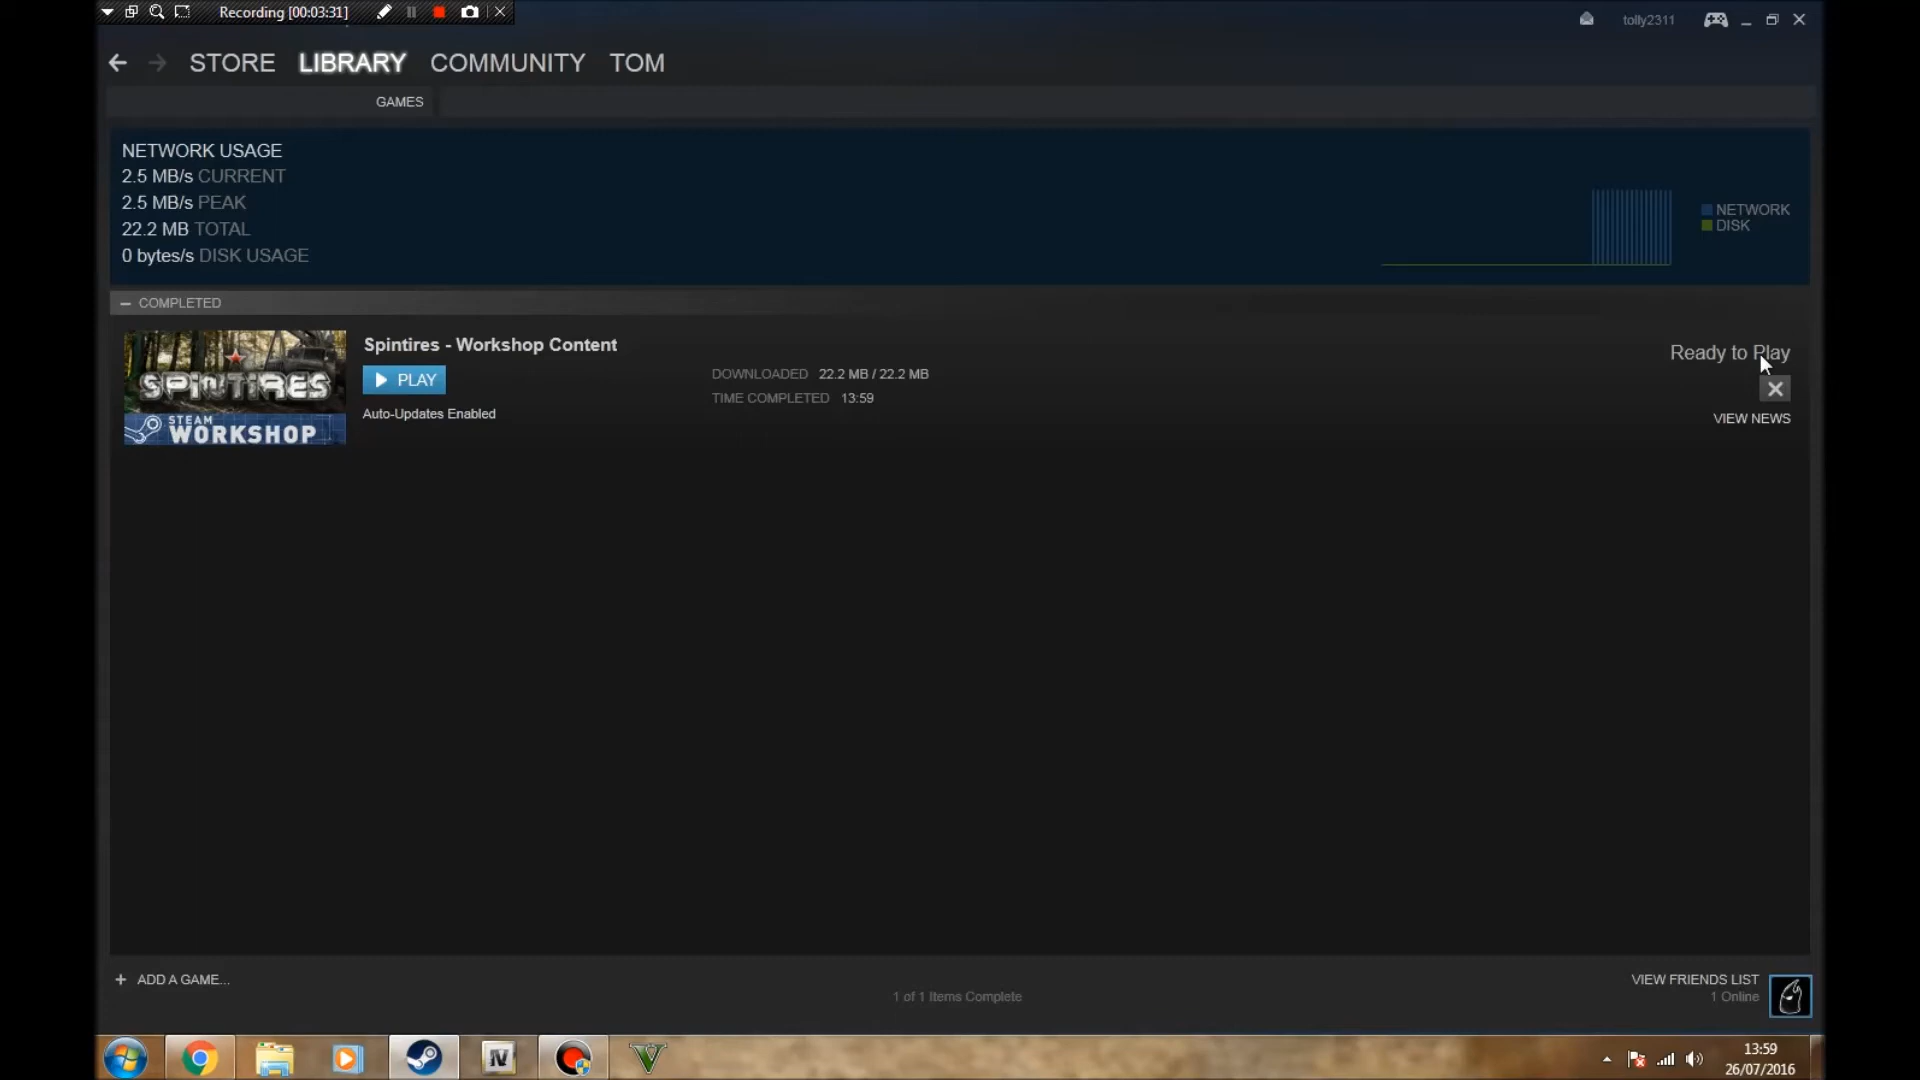 Recording [00:03:31]
tolly2311
STORE LIBRARY COMMUNITY TOM
GAMES
NETWORK USAGE
2.5 MB/s CURRENT
2.5 MB/s PEAK
22.2 MB TOTAL
0 bytes/s DISK USAGE
NETWORK
DISK
COMPLETED
SPINTIRES
STEAM
WORKSHOP
Spintires - Workshop Content
PLAY
Auto-Updates Enabled
DOWNLOADED 22.2 MB / 22.2 MB
TIME COMPLETED 13:59
Ready to Play
VIEW NEWS
+ ADD A GAME...
1 of 1 Items Complete
VIEW FRIENDS LIST
1 Online
IV
V
13:59
26/07/2016